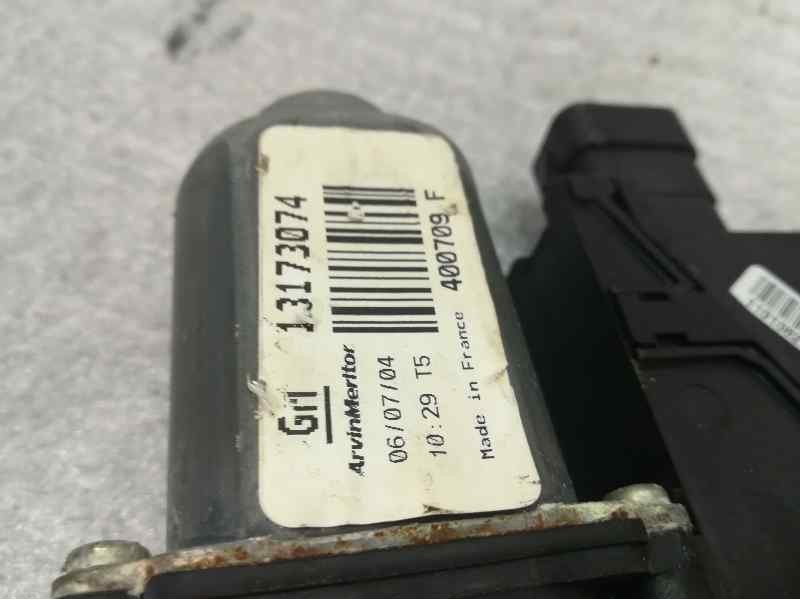 GM 13173074
ArvinMeritor
06/07/04
10:29 T5
400709 F
Made in France